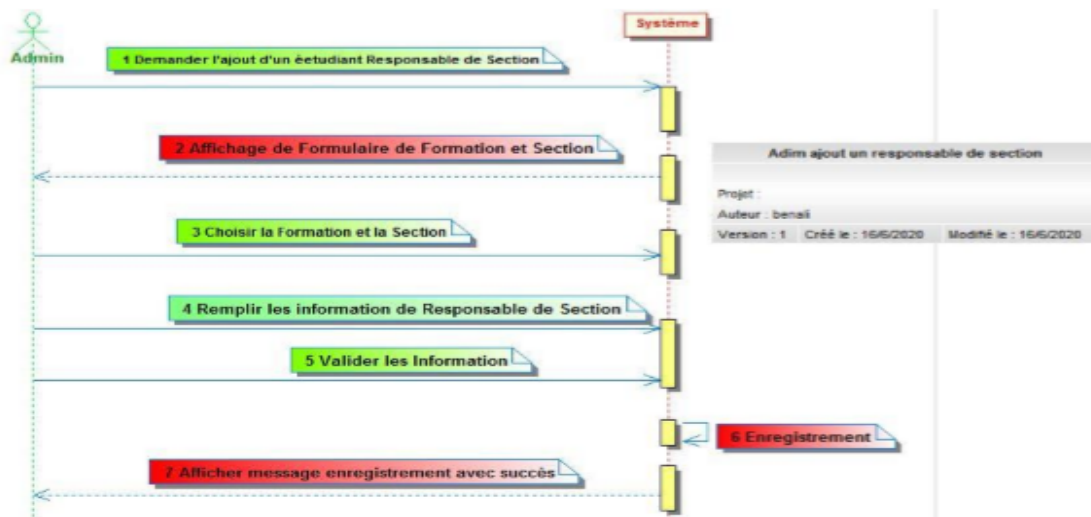 Système
Admin
1 Demander l'ajout d'un éetudiant Responsable de Section
2 Affichage de Formulaire de Formation et Section
Adim ajout un responsable de section
Projet :
Auteur : benali
Version : 1 Créé le : 16/6/2020 Modifié le : 16/6/2020
3 Choisir la Formation et la Section
4 Remplir les information de Responsable de Section
5 Valider les Information
6 Enregistrement
7 Afficher message enregistrement avec succès